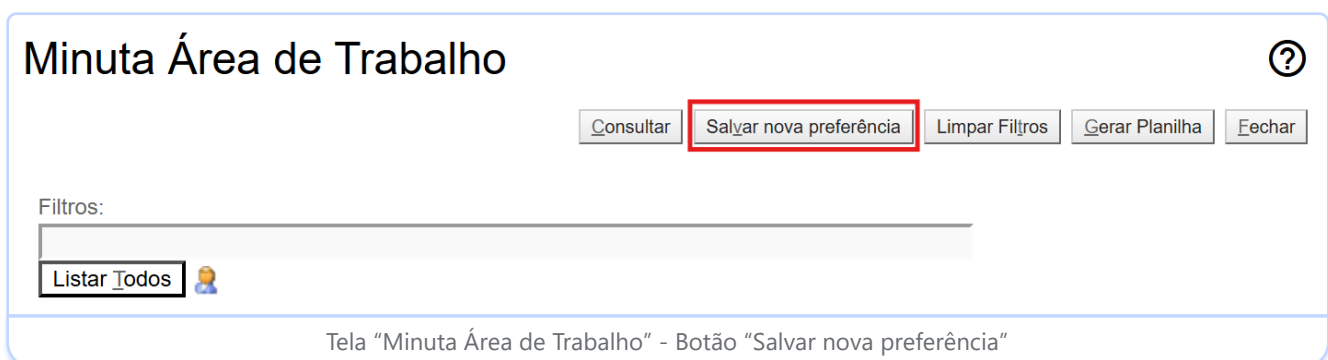 Minuta Área de Trabalho
Consultar Salvar nova preferência Limpar Filtros Gerar Planilha Fechar
Filtros:
Listar Todos
Tela “Minuta Área de Trabalho” - Botão “Salvar nova preferência”